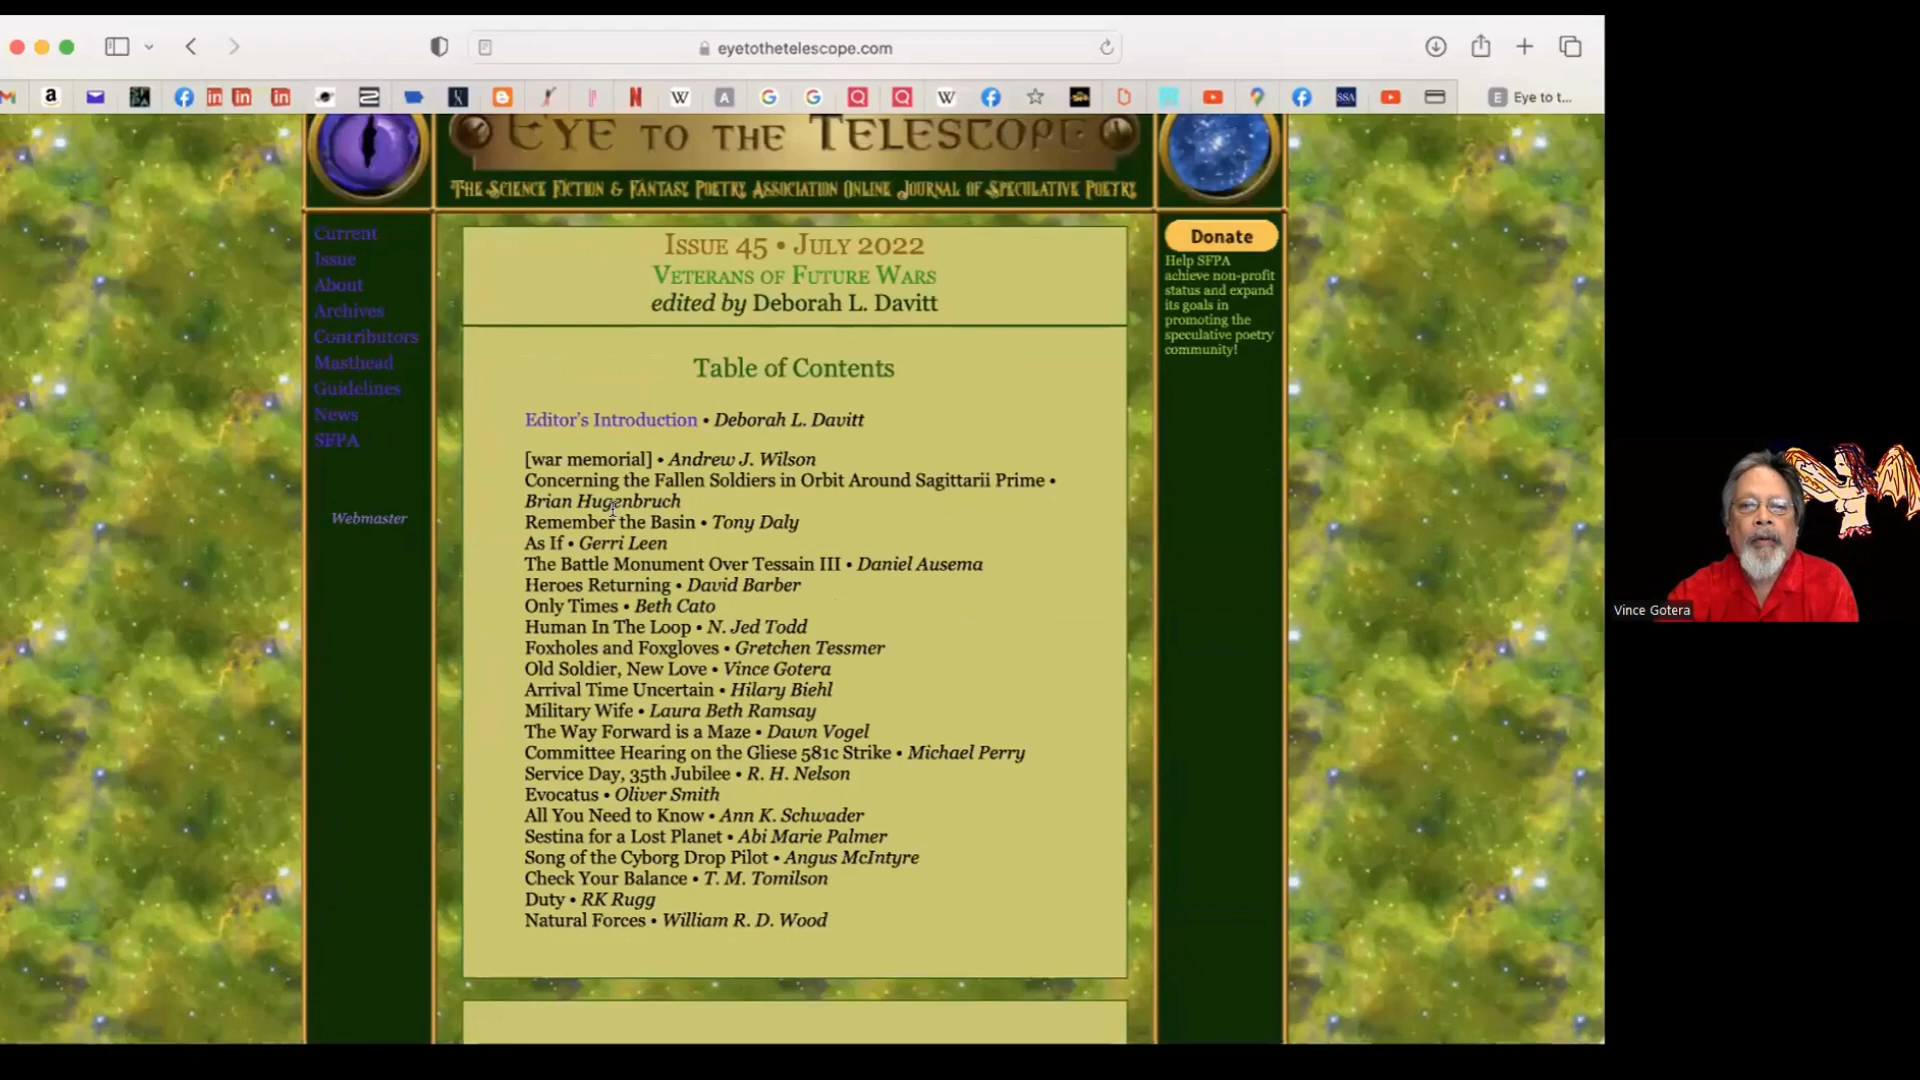 eyetothetelescope.com
Eye to t...
EYE TO THE TELESCOPE
THE SCIENCE FICTION & FANTASY POETRY ASSOCIATION ONLINE JOURNAL OF SPECULATIVE POETRY
Current
Issue
About
Archives
Contributors
Masthead
Guidelines
News
SFPA
Webmaster
ISSUE 45 • JULY 2022
VETERANS OF FUTURE WARS
edited by Deborah L. Davitt
Table of Contents
Editor's Introduction • Deborah L. Davitt
[war memorial] • Andrew J. Wilson
Concerning the Fallen Soldiers in Orbit Around Sagittarii Prime •
Brian Hugenbruch
Remember the Basin • Tony Daly
As If • Gerri Leen
The Battle Monument Over Tessain III • Daniel Ausema
Heroes Returning • David Barber
Only Times • Beth Cato
Human In The Loop • N. Jed Todd
Foxholes and Foxgloves • Gretchen Tessmer
Old Soldier, New Love • Vince Gotera
Arrival Time Uncertain • Hilary Biehl
Military Wife • Laura Beth Ramsay
The Way Forward is a Maze • Dawn Vogel
Committee Hearing on the Gliese 581c Strike • Michael Perry
Service Day, 35th Jubilee • R. H. Nelson
Evocatus • Oliver Smith
All You Need to Know • Ann K. Schwader
Sestina for a Lost Planet • Abi Marie Palmer
Song of the Cyborg Drop Pilot • Angus McIntyre
Check Your Balance • T. M. Tomilson
Duty • RK Rugg
Natural Forces • William R. D. Wood
Donate
Help SFPA
achieve non-profit
status and expand
its goals in
promoting the
speculative poetry
community!
Vince Gotera